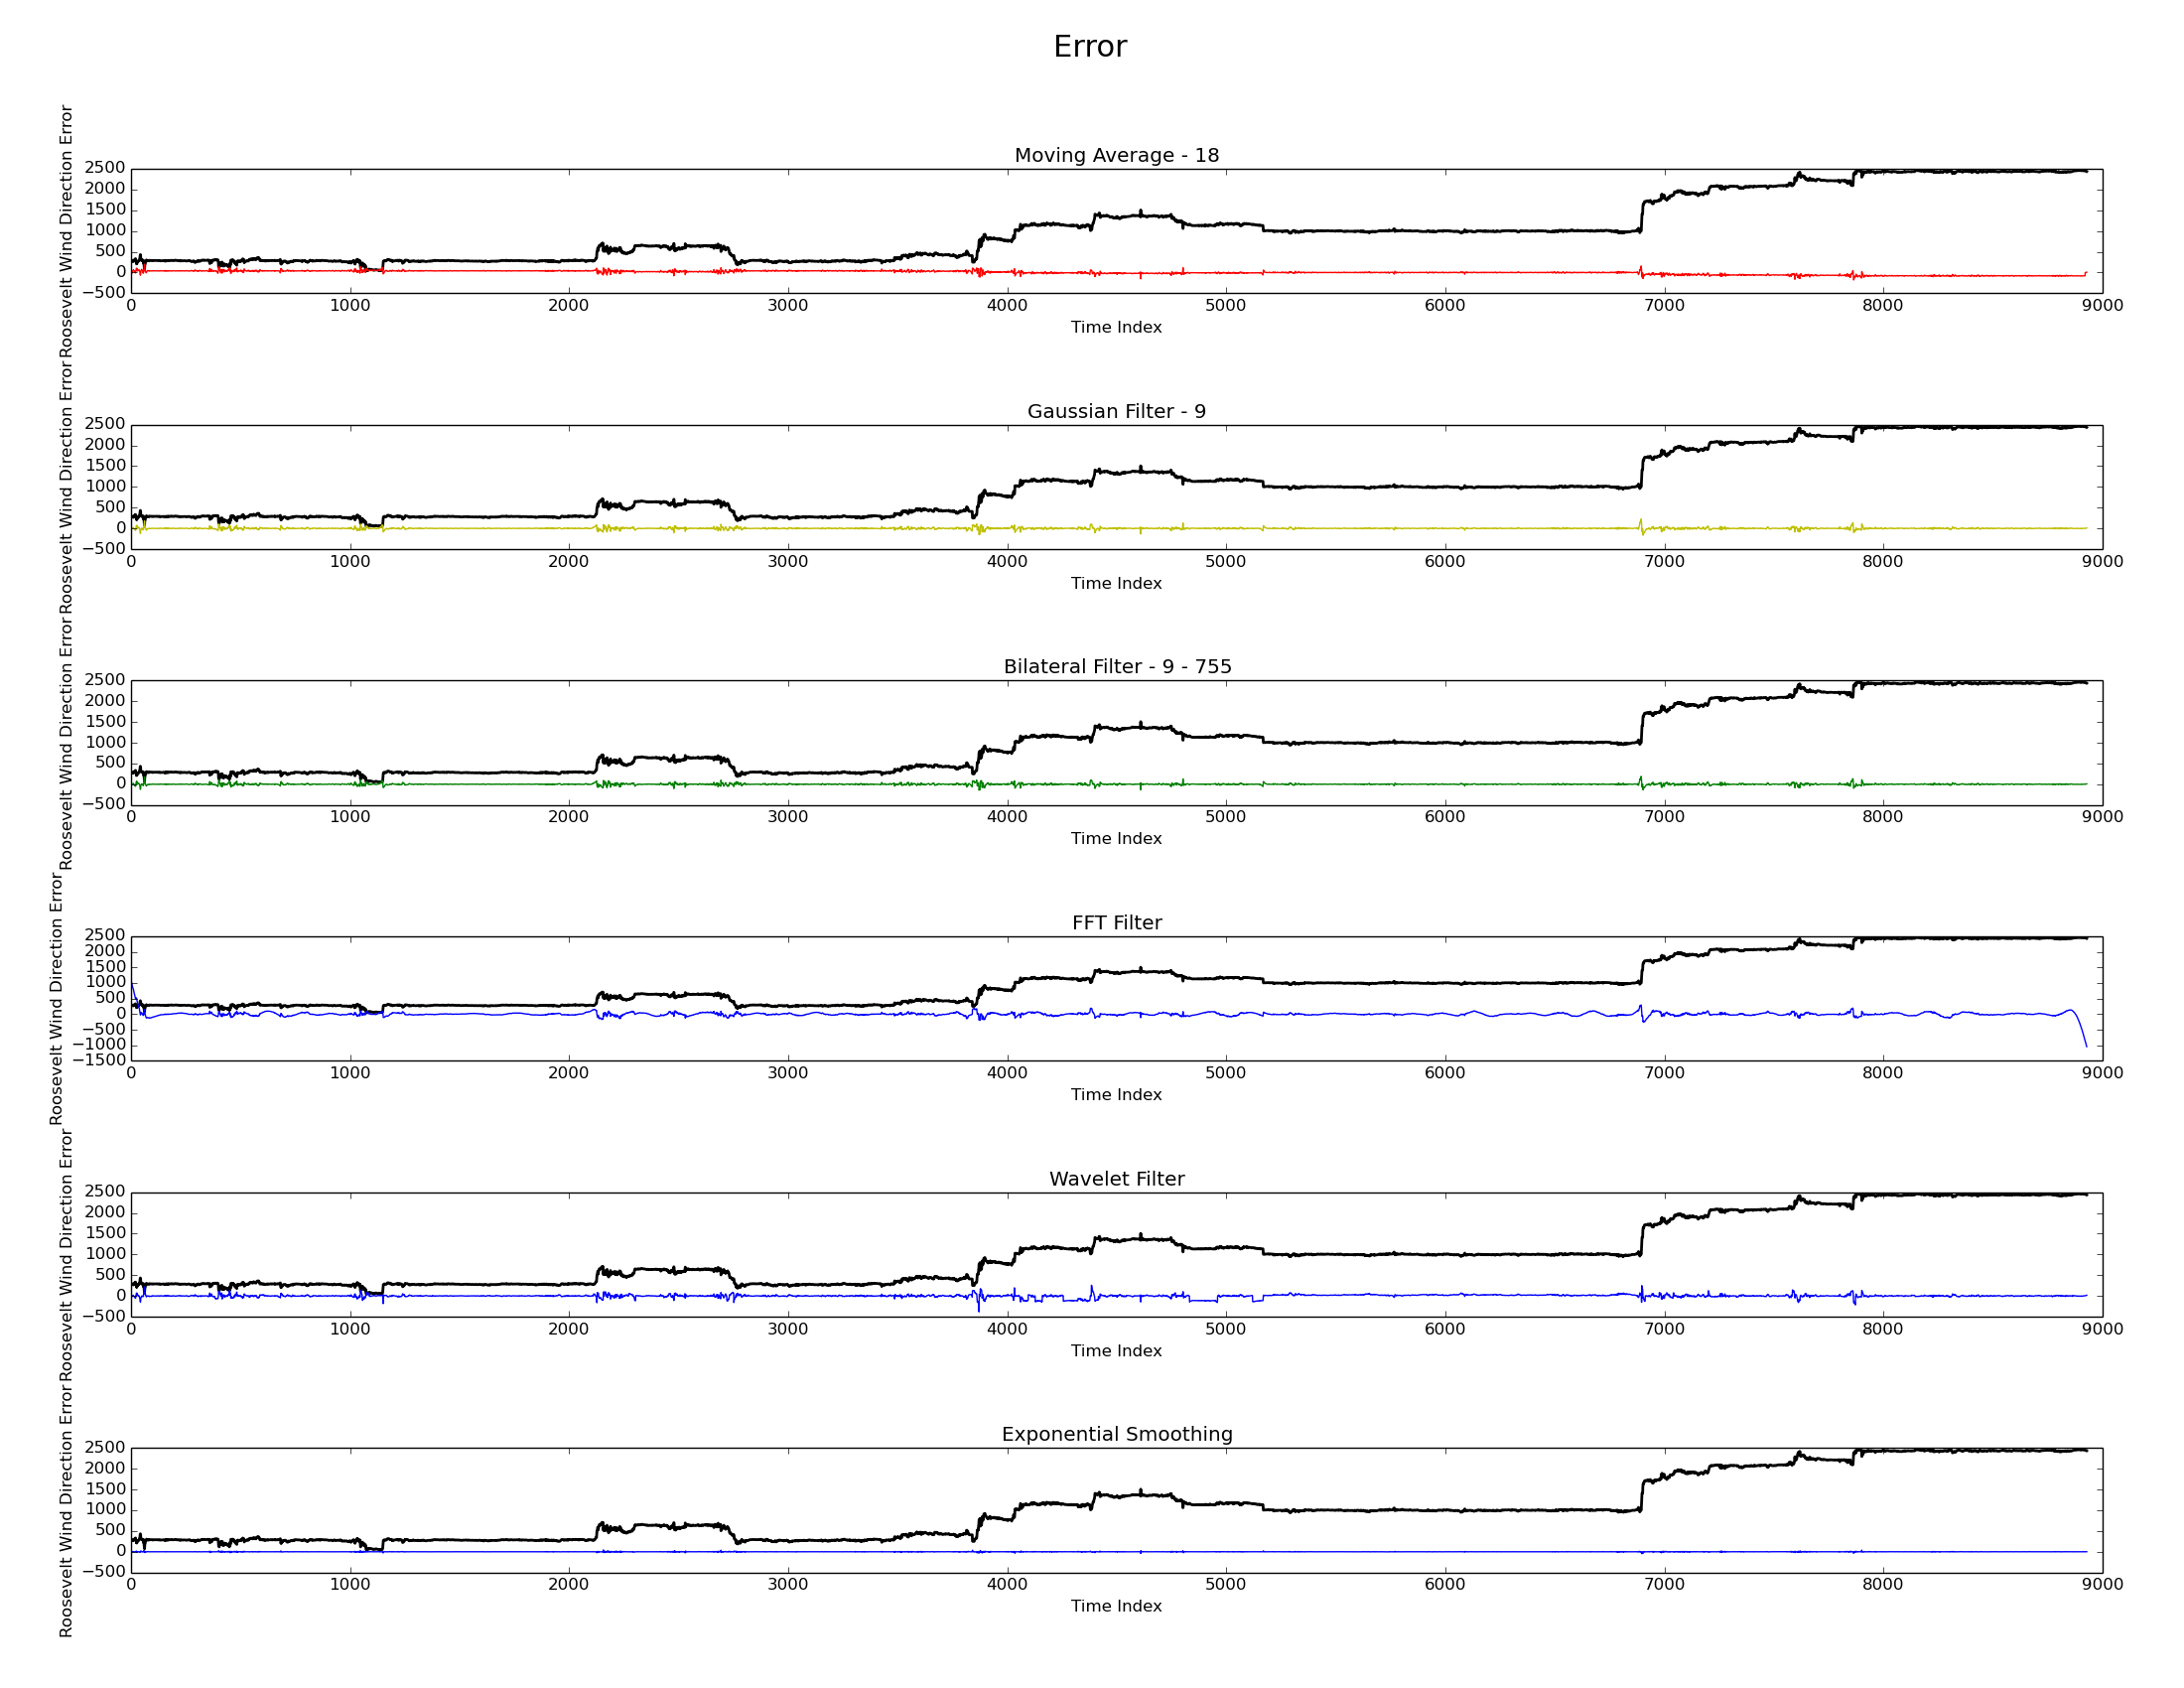 Error
Moving Average - 18
Roosevelt Wind Direction Error
2500
2000
1500
1000
500
0
−500
0 1000 2000 3000 4000 5000 6000 7000 8000 9000
Time Index
Gaussian Filter - 9
Roosevelt Wind Direction Error
2500
2000
1500
1000
500
0
−500
0 1000 2000 3000 4000 5000 6000 7000 8000 9000
Time Index
Bilateral Filter - 9 - 755
Roosevelt Wind Direction Error
2500
2000
1500
1000
500
0
−500
0 1000 2000 3000 4000 5000 6000 7000 8000 9000
Time Index
FFT Filter
Roosevelt Wind Direction Error
2500
2000
1500
1000
500
0
−500
−1000
−1500
0 1000 2000 3000 4000 5000 6000 7000 8000 9000
Time Index
Wavelet Filter
Roosevelt Wind Direction Error
2500
2000
1500
1000
500
0
−500
0 1000 2000 3000 4000 5000 6000 7000 8000 9000
Time Index
Exponential Smoothing
Roosevelt Wind Direction Error
2500
2000
1500
1000
500
0
−500
0 1000 2000 3000 4000 5000 6000 7000 8000 9000
Time Index